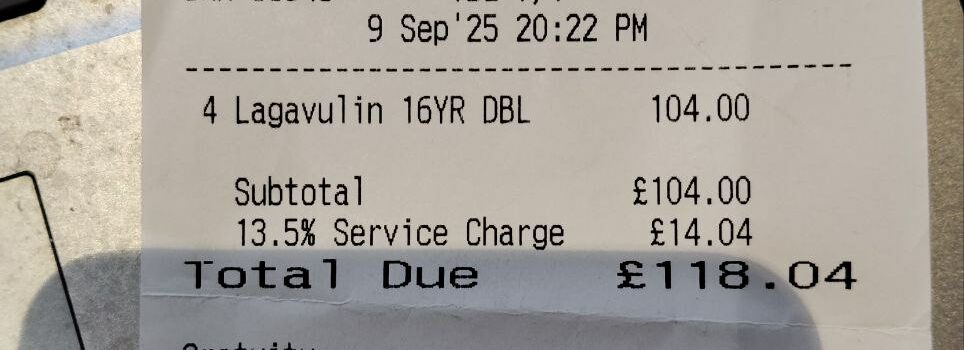 9 Sep'25 20:22 PM
4 Lagavulin 16YR DBL 104.00
Subtotal £104.00
13.5% Service Charge £14.04
Total Due £118.04